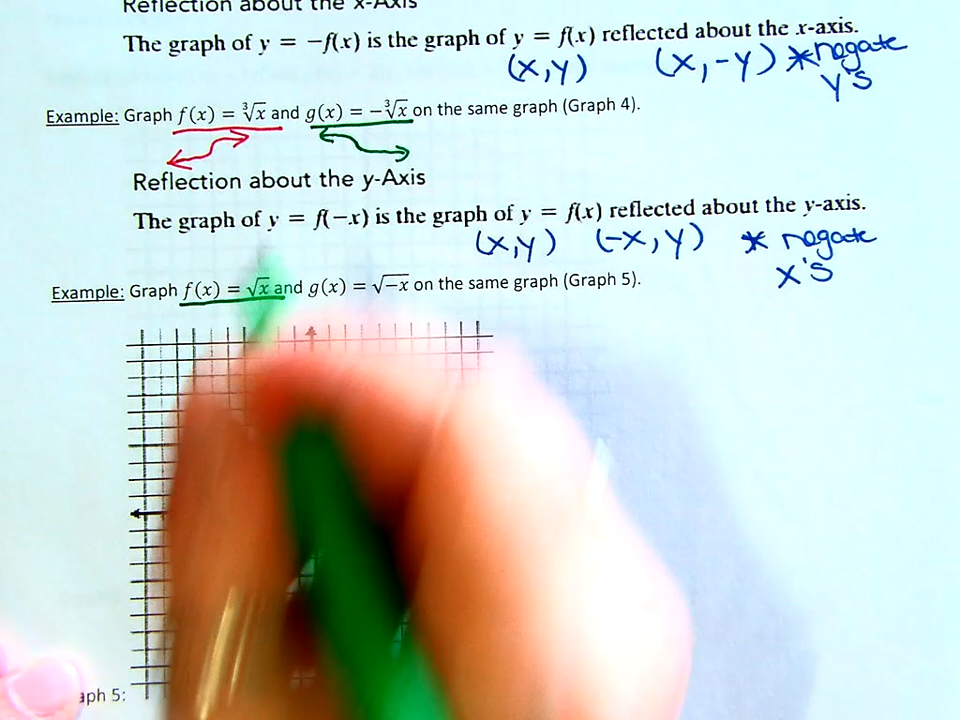 Reflection about the x-Axis
The graph of y = −f(x) is the graph of y = f(x) reflected about the x-axis.
(x,y) (x,-y) *negate
y's
Example: Graph f(x) = ∛x and g(x) = −∛x on the same graph (Graph 4).
Reflection about the y-Axis
The graph of y = f(−x) is the graph of y = f(x) reflected about the y-axis.
(x,y) (-x,y) * negate
x's
Example: Graph f(x) = √x and g(x) = √−x on the same graph (Graph 5).
aph 5: